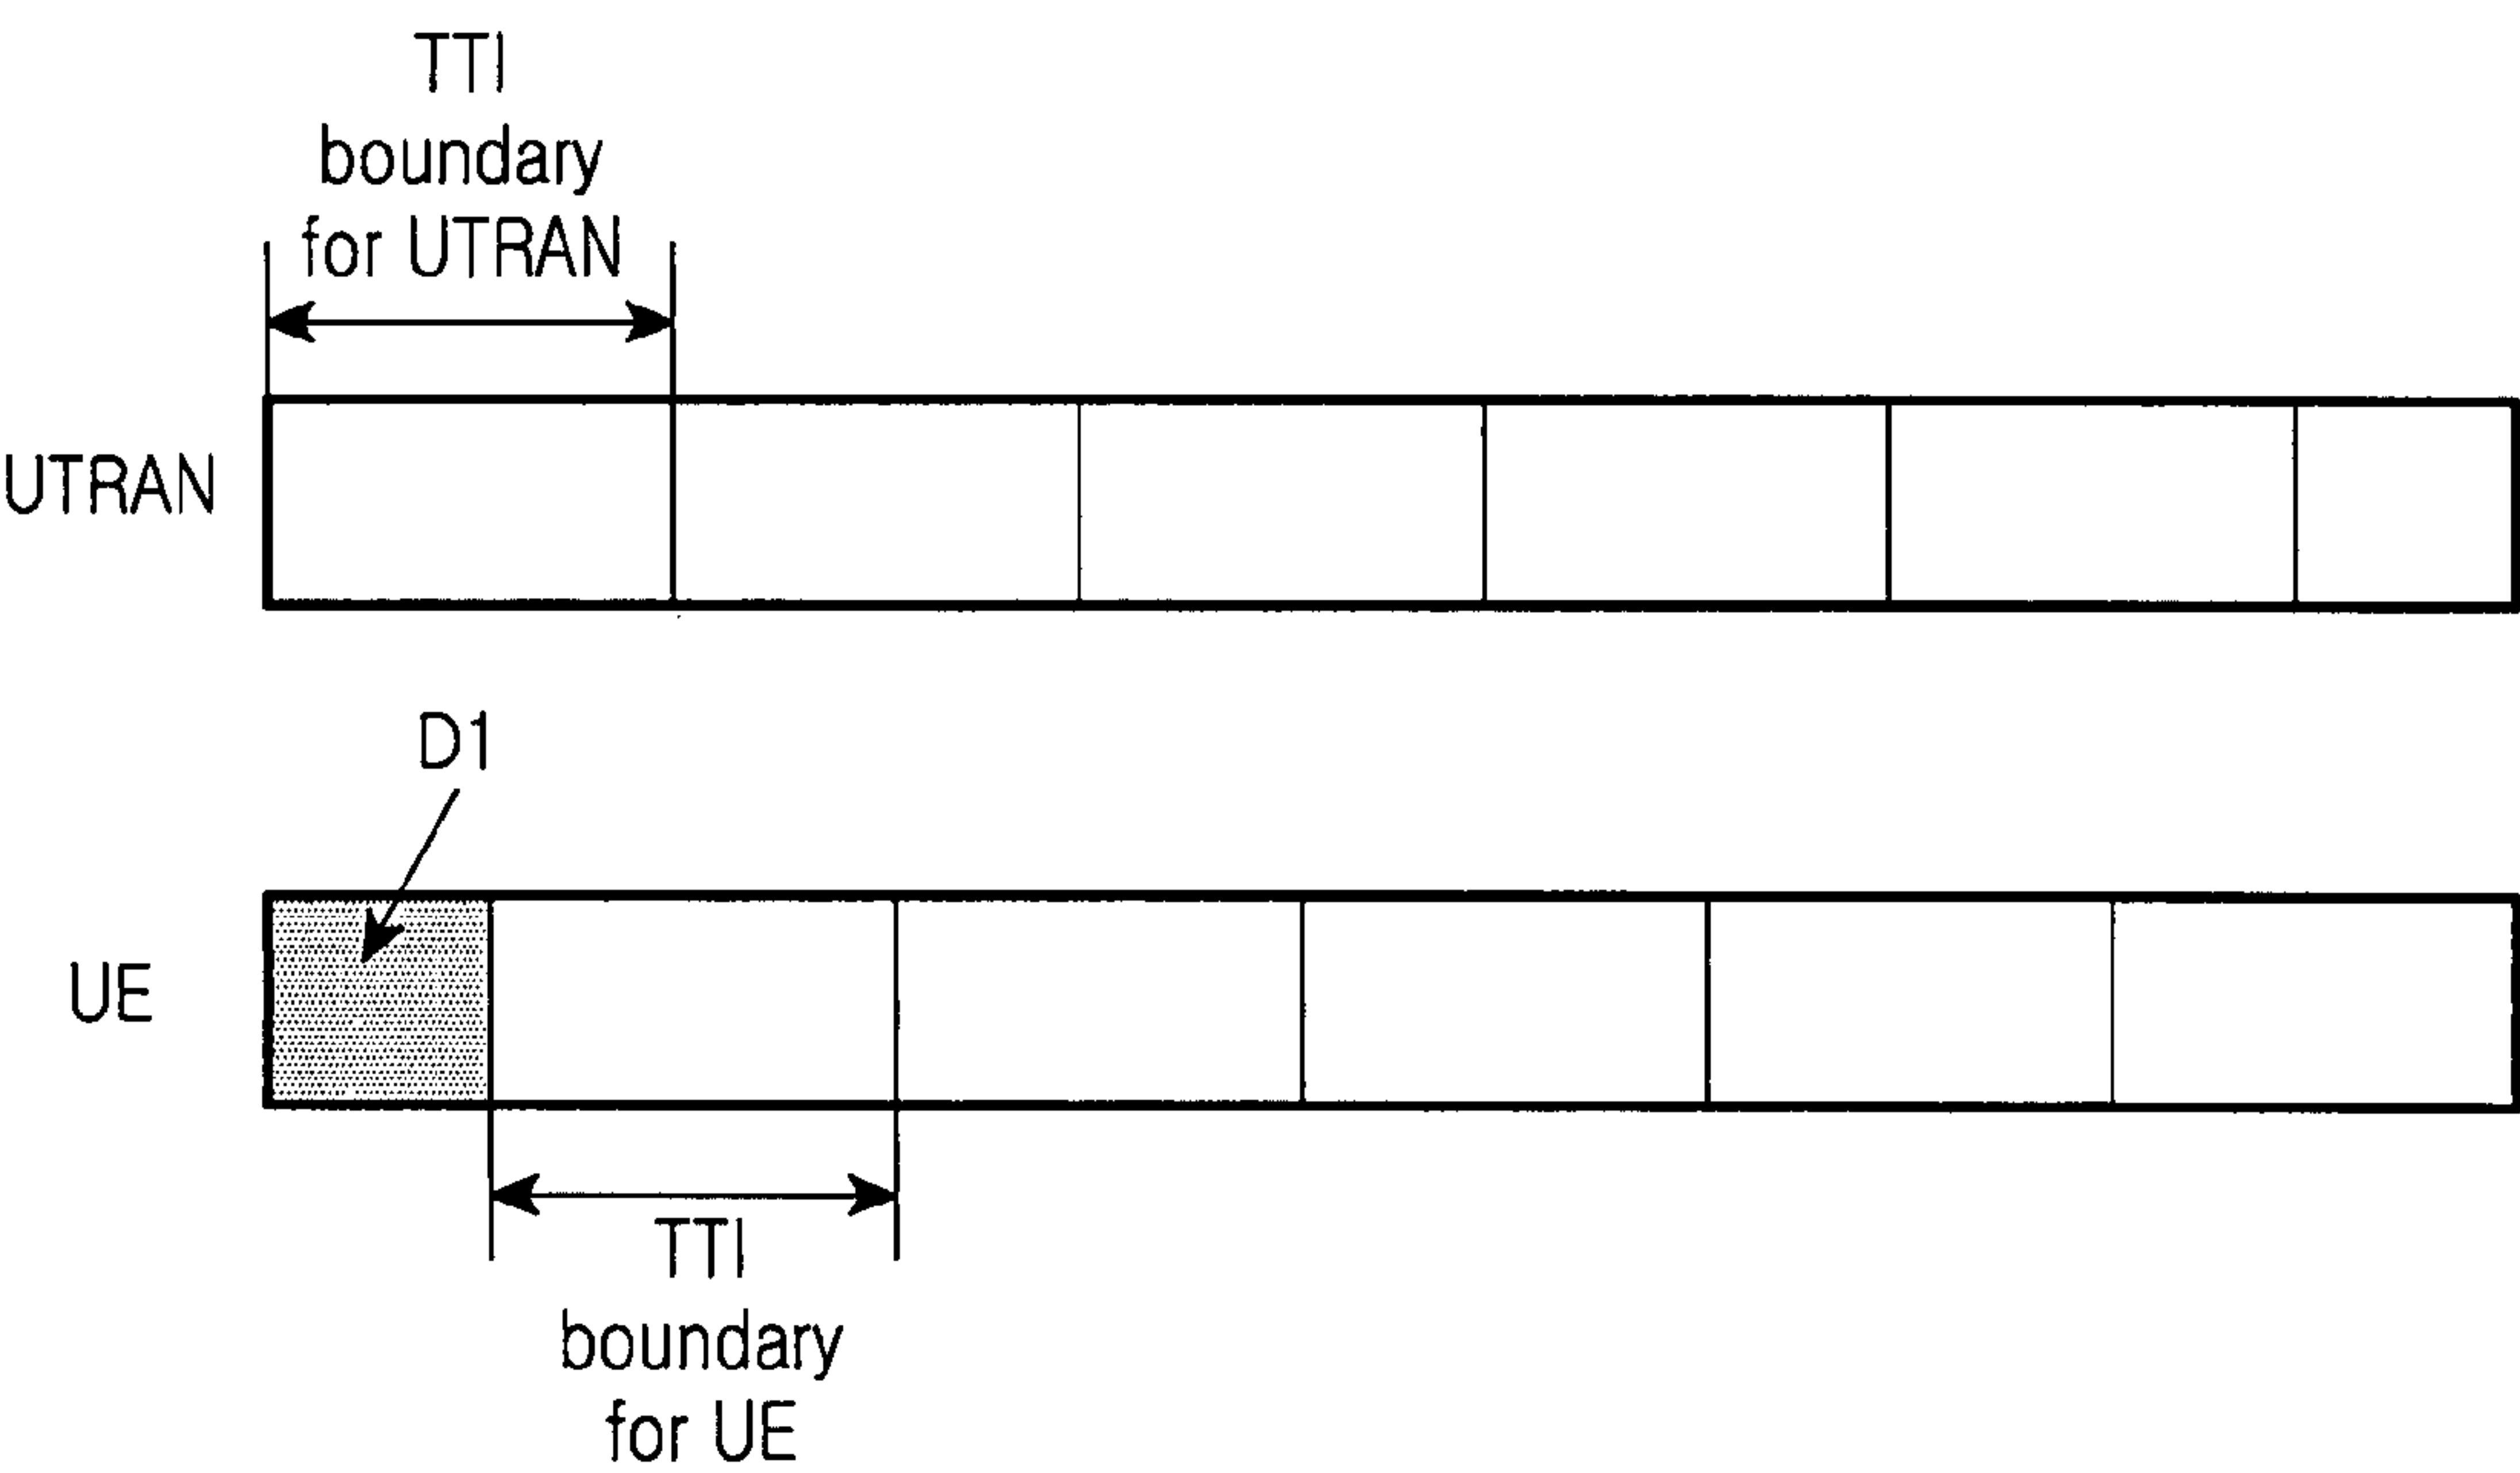 TTI
boundary
for UTRAN
UTRAN
D1
UE
TTI
boundary
for UE